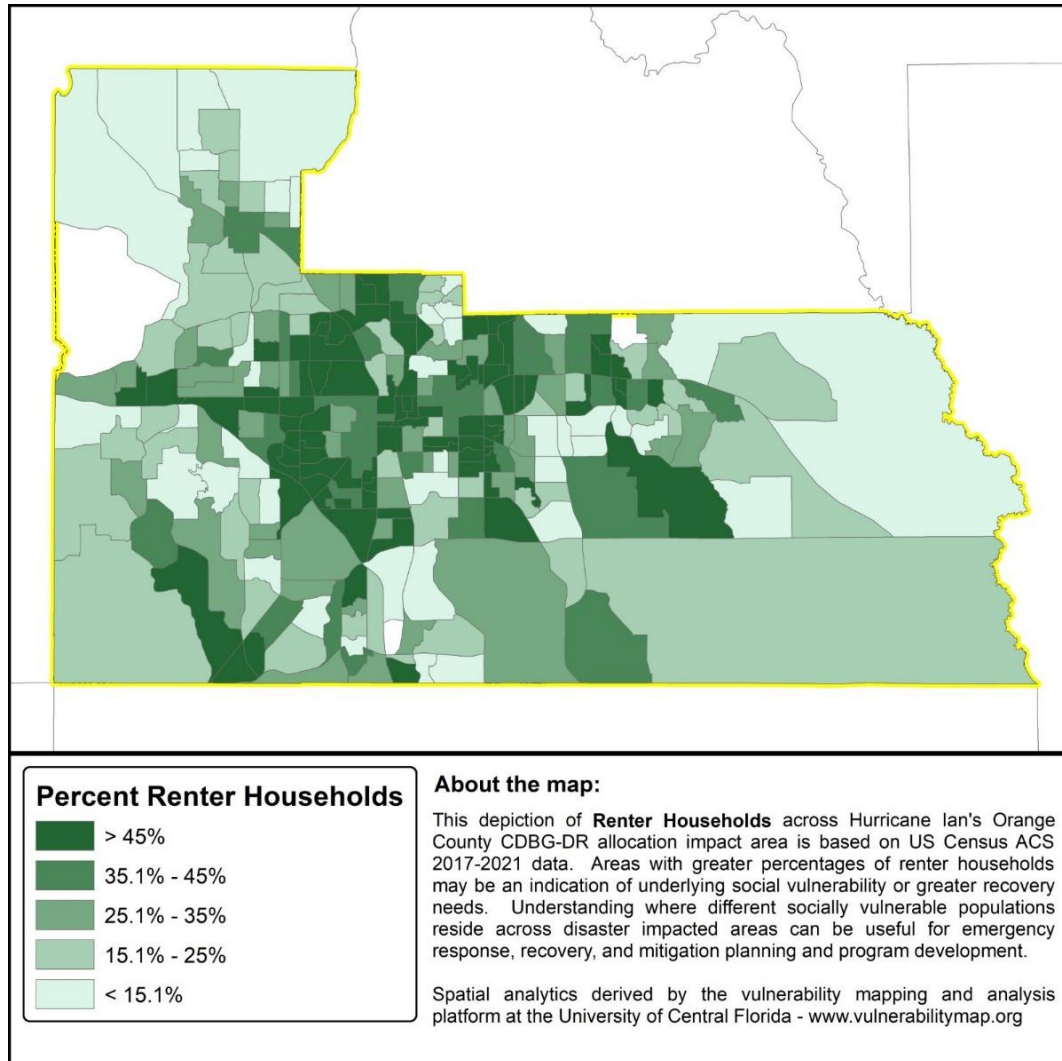 Percent Renter Households
> 45%
35.1% - 45%
25.1% - 35%
15.1% - 25%
< 15.1%
About the map:
This depiction of Renter Households across Hurricane Ian's Orange
County CDBG-DR allocation impact area is based on US Census ACS
2017-2021 data. Areas with greater percentages of renter households
may be an indication of underlying social vulnerability or greater recovery
needs. Understanding where different socially vulnerable populations
reside across disaster impacted areas can be useful for emergency
response, recovery, and mitigation planning and program development.
Spatial analytics derived by the vulnerability mapping and analysis
platform at the University of Central Florida - www.vulnerabilitymap.org